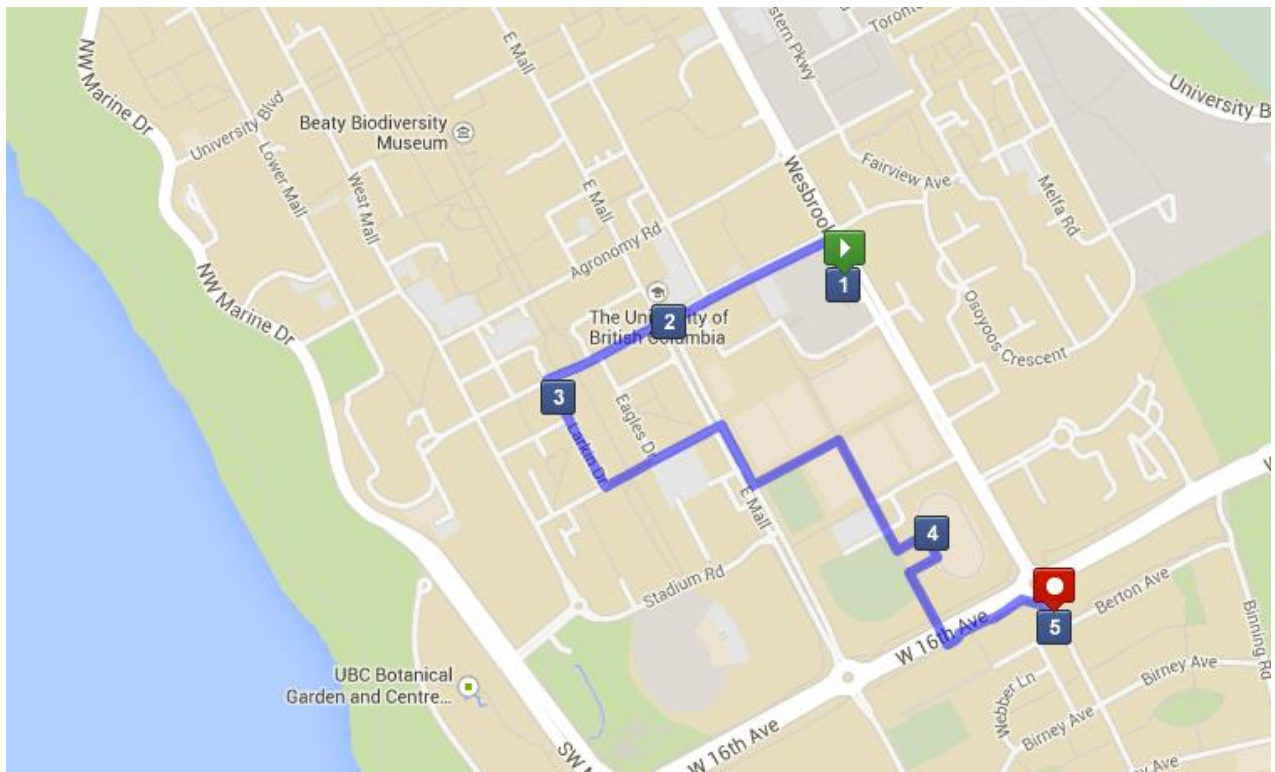 E Mall
stern Pkwy
Toronto
University B
NW Marine Dr
University Blvd
Beaty Biodiversity
Museum
Lower Mall
West Mall
E Mall
Wesbrook
Fairview Ave
Melfa Rd
Agronomy Rd
NW Marine Dr
1
2
The University of
British Columbia
Osoyoos Crescent
3
Eagles Dr
Larkin Dr
E Mall
4
Stadium Rd
Berton Ave
Binning Rd
5
W 16th Ave
UBC Botanical
Garden and Centre...
Webber Ln
Birney Ave
Birney Ave
W 16th Ave
SW M